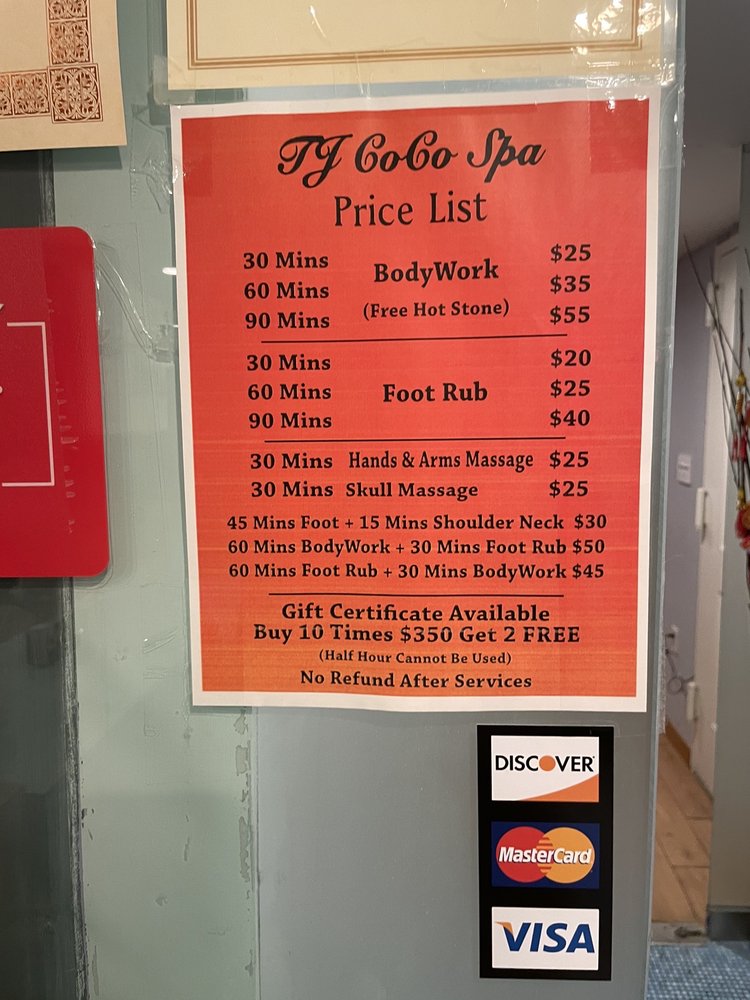 TJ CoCo Spa
Price List
30 Mins $25
60 Mins BodyWork $35
90 Mins (Free Hot Stone) $55
30 Mins $20
60 Mins Foot Rub $25
90 Mins $40
30 Mins Hands & Arms Massage $25
30 Mins Skull Massage $25
45 Mins Foot + 15 Mins Shoulder Neck $30
60 Mins BodyWork + 30 Mins Foot Rub $50
60 Mins Foot Rub + 30 Mins BodyWork $45
Gift Certificate Available
Buy 10 Times $350 Get 2 FREE
(Half Hour Cannot Be Used)
No Refund After Services
DISCOVER
MasterCard
VISA